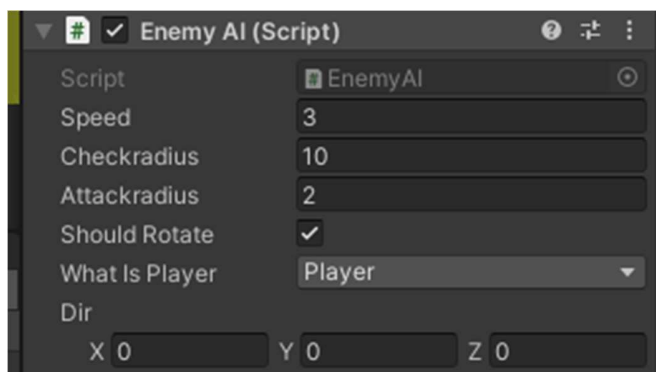 Enemy AI (Script)
Script EnemyAI
Speed 3
Checkradius 10
Attackradius 2
Should Rotate
What Is Player Player
Dir
X 0 Y 0 Z 0